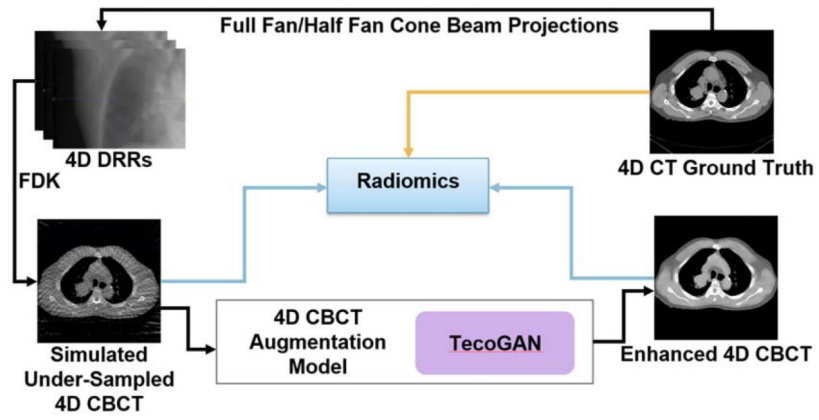 Full Fan/Half Fan Cone Beam Projections
4D DRRs
FDK
4D CT Ground Truth
Radiomics
Simulated
Under-Sampled
4D CBCT
4D CBCT
Augmentation
Model
TecoGAN
Enhanced 4D CBCT